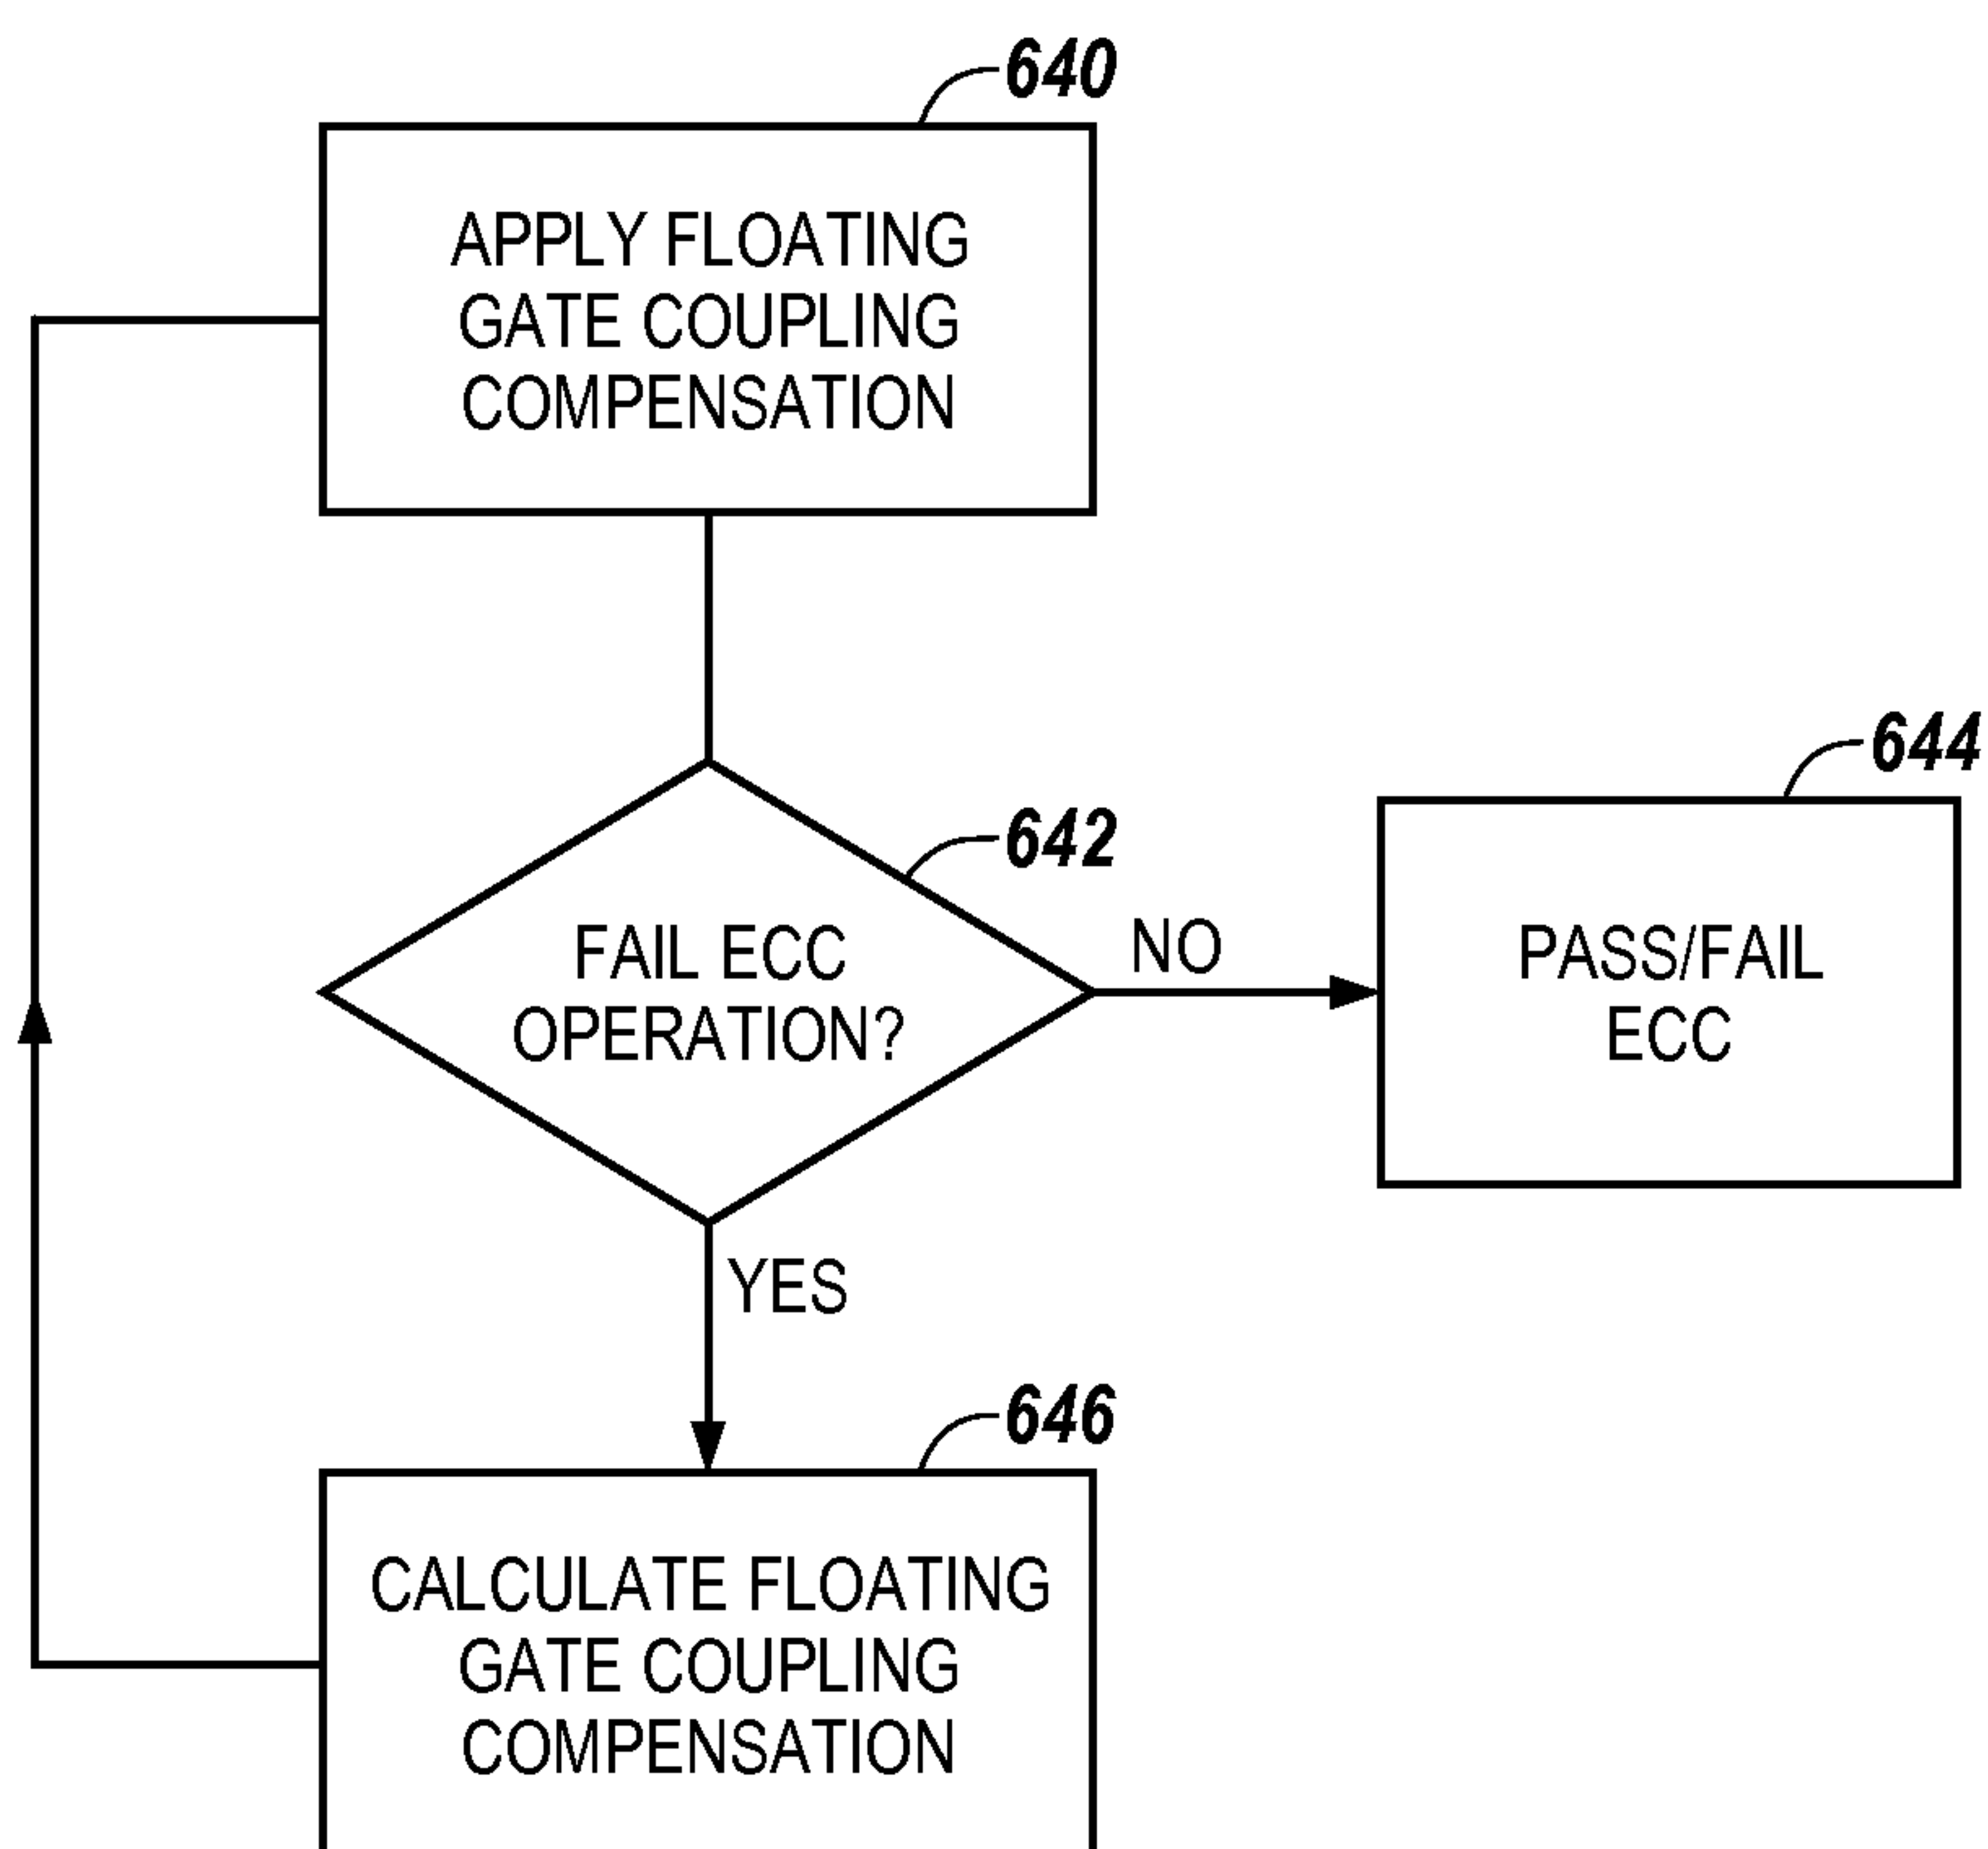 640
APPLY FLOATING
GATE COUPLING
COMPENSATION
642
FAIL ECC
OPERATION?
NO
644
PASS/FAIL
ECC
YES
646
CALCULATE FLOATING
GATE COUPLING
COMPENSATION